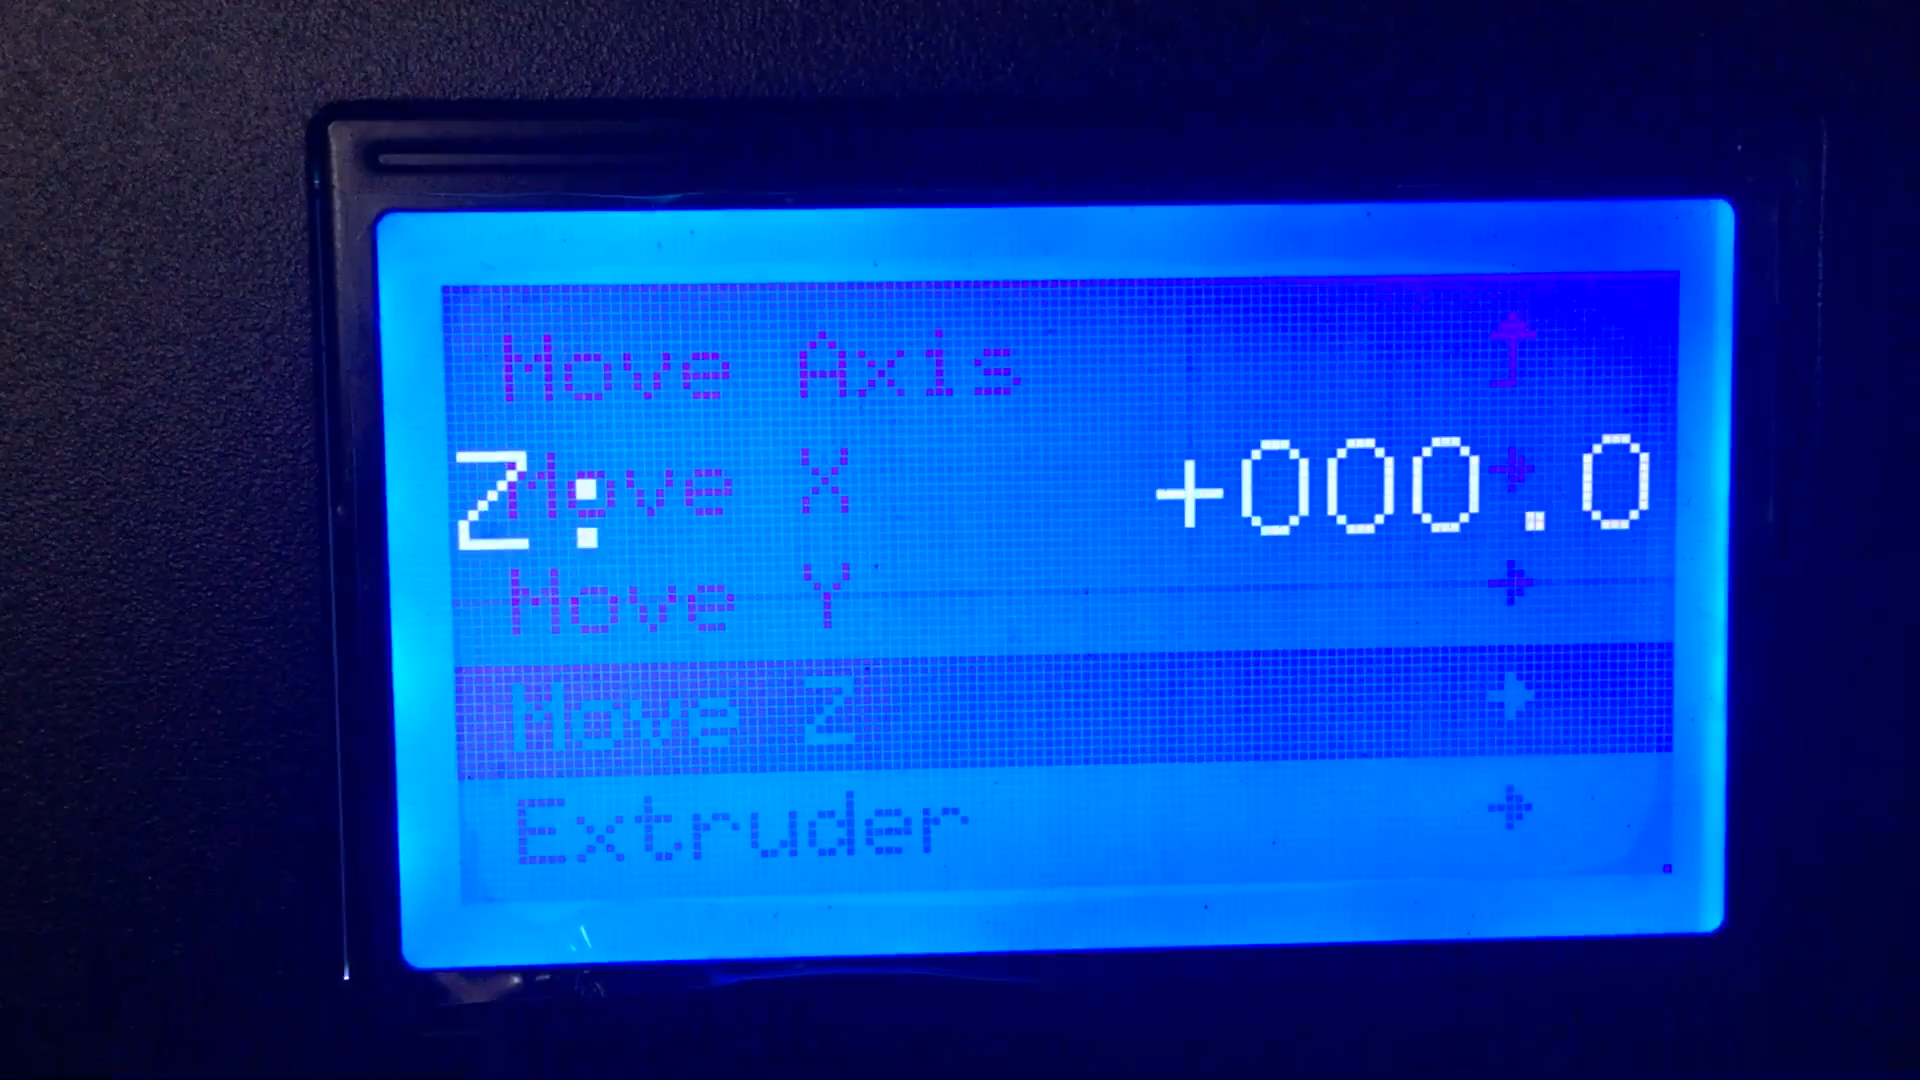 Move Axis
Move X
Z: +000.0
Move Y
Move Z
Extruder